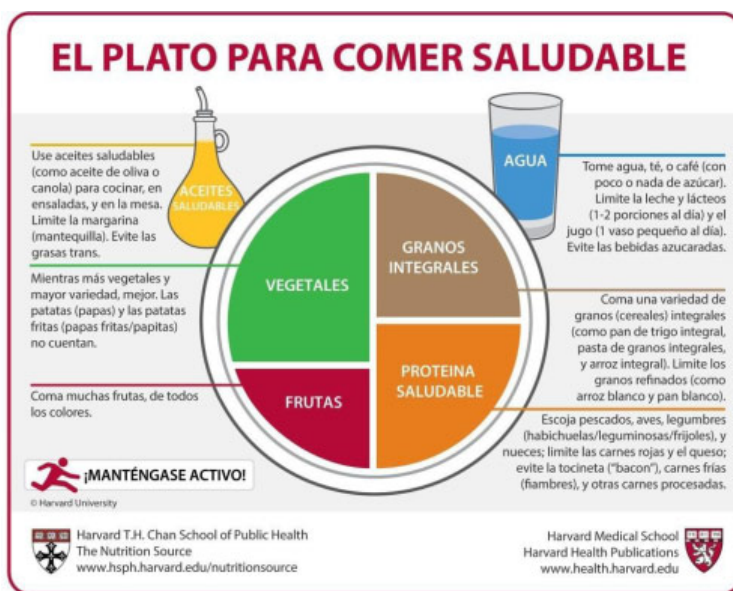 EL PLATO PARA COMER SALUDABLE
Use aceites saludables
(como aceite de oliva o
canola) para cocinar, en
ensaladas, y en la mesa.
Limite la margarina
(mantequilla). Evite las
grasas trans.
ACEITES
SALUDABLES
AGUA
Tome agua, té, o café (con
poco o nada de azúcar).
Limite la leche y lácteos
(1-2 porciones al día) y el
jugo (1 vaso pequeño al día).
Evite las bebidas azucaradas.
Mientras más vegetales y
mayor variedad, mejor. Las
patatas (papas) y las patatas
fritas (papas fritas/papitas)
no cuentan.
VEGETALES
GRANOS
INTEGRALES
Coma una variedad de
granos (cereales) integrales
(como pan de trigo integral,
pasta de granos integrales,
y arroz integral). Limite los
granos refinados (como
arroz blanco y pan blanco).
Coma muchas frutas, de todos
los colores.
FRUTAS
PROTEINA
SALUDABLE
Escoja pescados, aves, legumbres
(habichuelas/leguminosas/frijoles), y
nueces; limite las carnes rojas y el queso;
evite la tocineta ("bacon"), carnes frías
(fiambres), y otras carnes procesadas.
¡MANTÉNGASE ACTIVO!
© Harvard University
Harvard T.H. Chan School of Public Health
The Nutrition Source
www.hsph.harvard.edu/nutritionsource
Harvard Medical School
Harvard Health Publications
www.health.harvard.edu